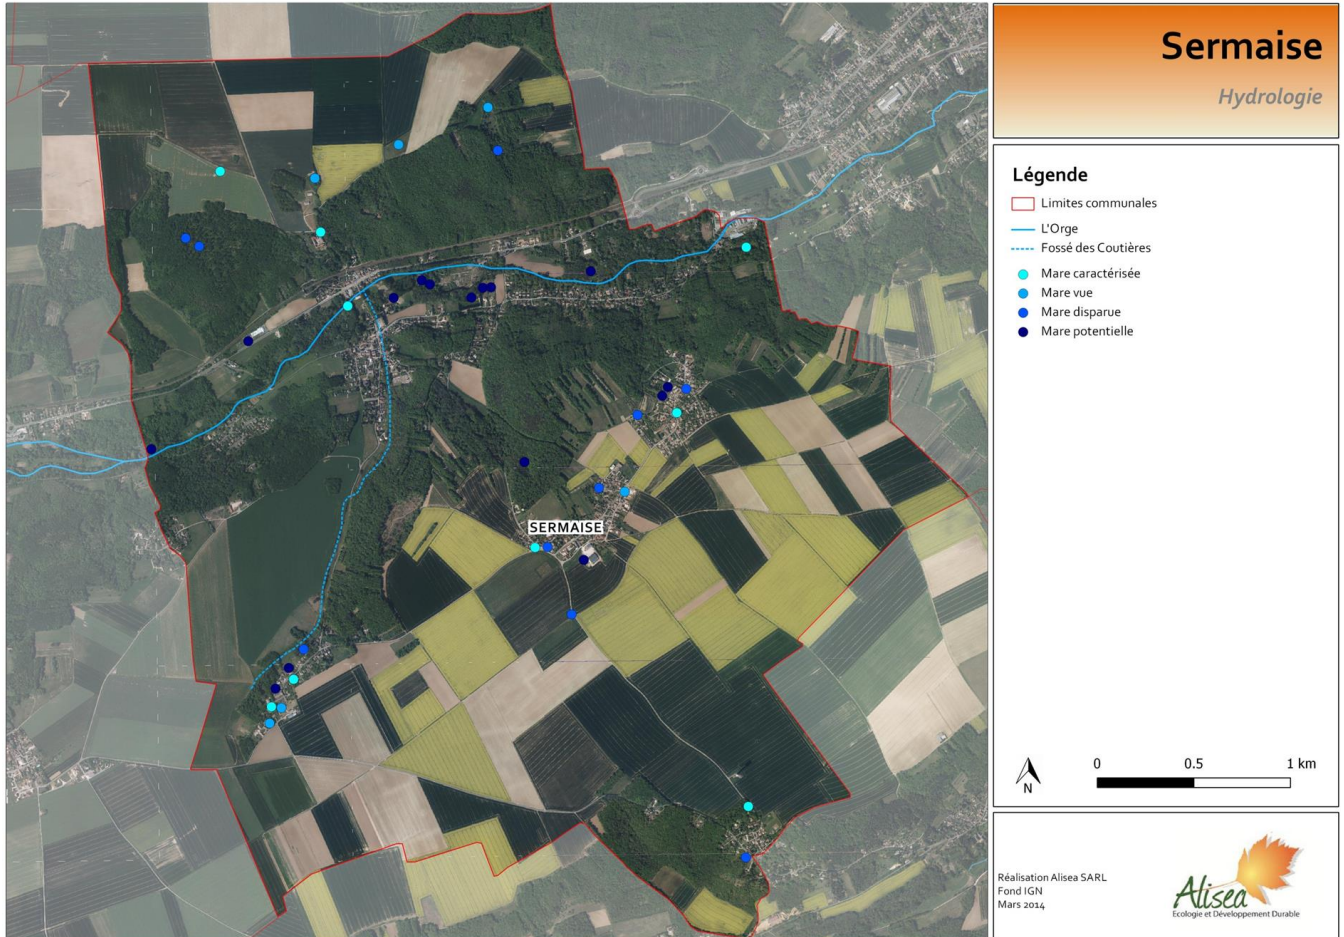 Sermaise
Hydrologie
Légende
Limites communales
L'Orge
Fossé des Coutières
Mare caractérisée
Mare vue
Mare disparue
Mare potentielle
SERMAISE
0 0.5 1 km
N
Réalisation Alisea SARL
Fond IGN
Mars 2014
Alisea
Ecologie et Développement Durable